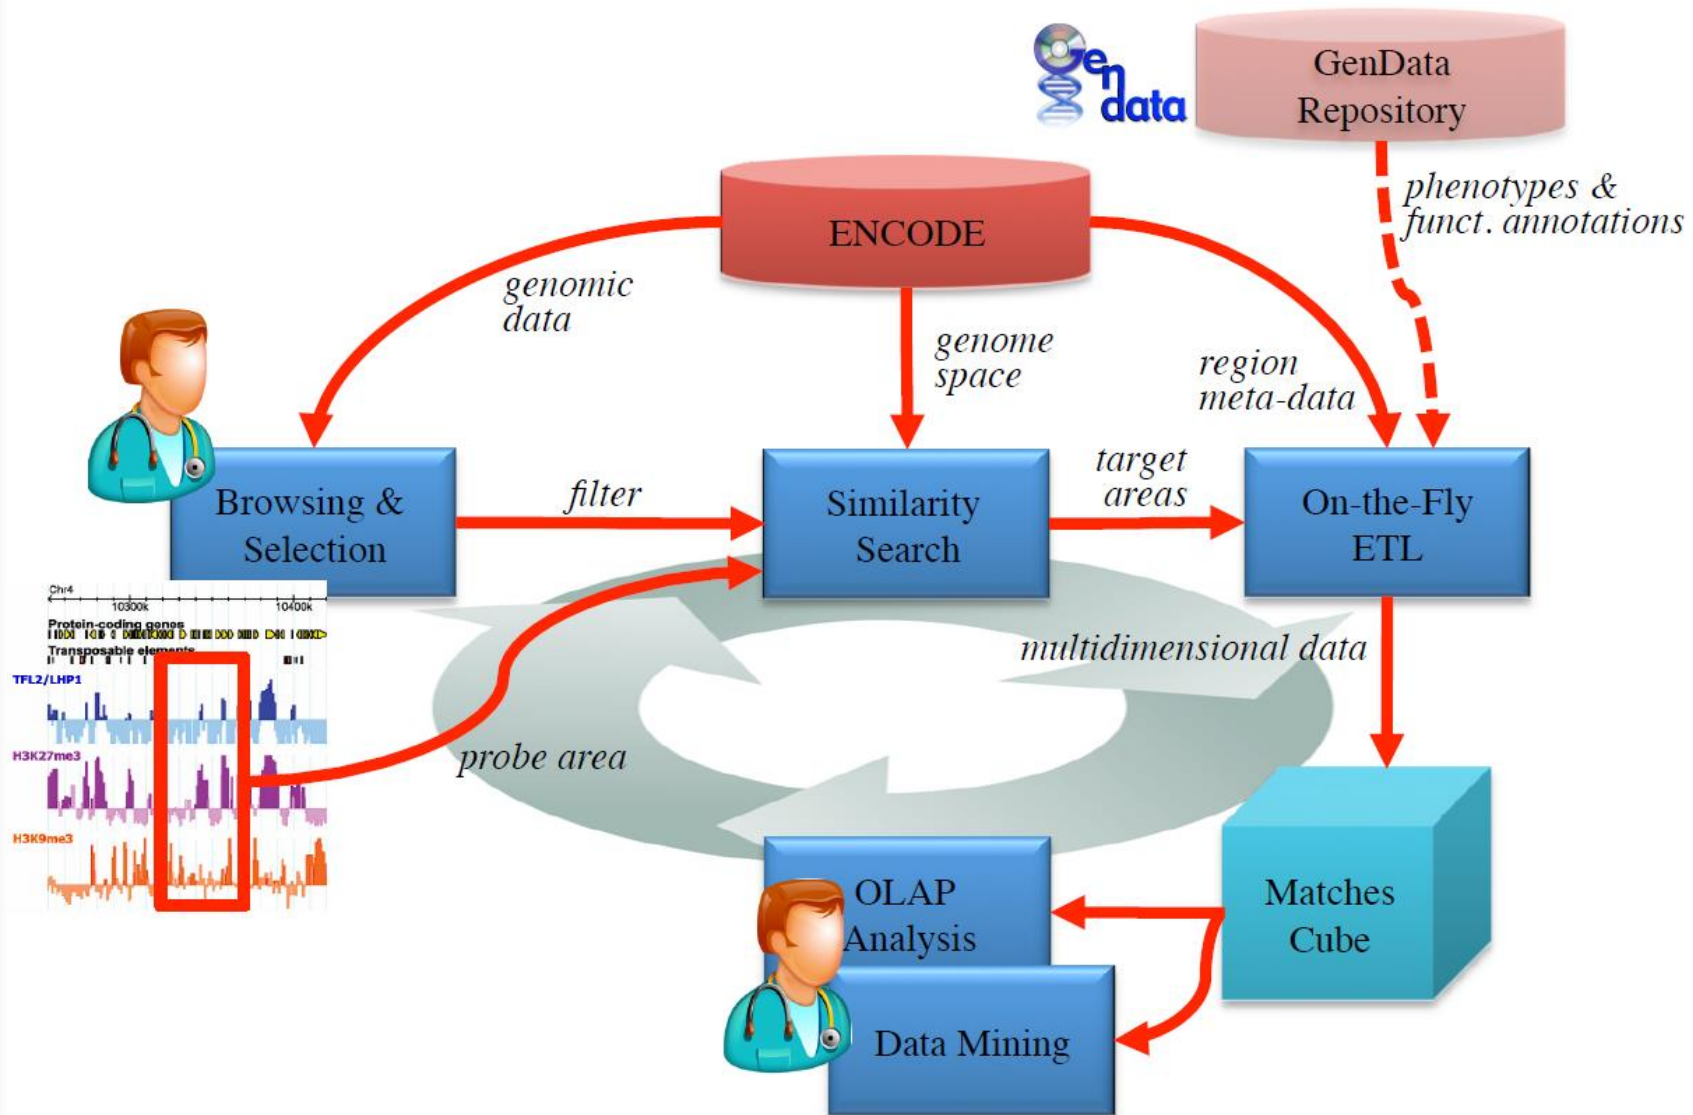 Gen
data
GenData
Repository
phenotypes &
funct. annotations
ENCODE
genomic
data
genome
space
region
meta-data
Browsing &
Selection
filter
Similarity
Search
target
areas
On-the-Fly
ETL
Chr4
10300k
10400k
Protein-coding genes
Transposable elements
TFL2/LHP1
H3K27me3
H3K9me3
probe area
multidimensional data
OLAP
Analysis
Data Mining
Matches
Cube